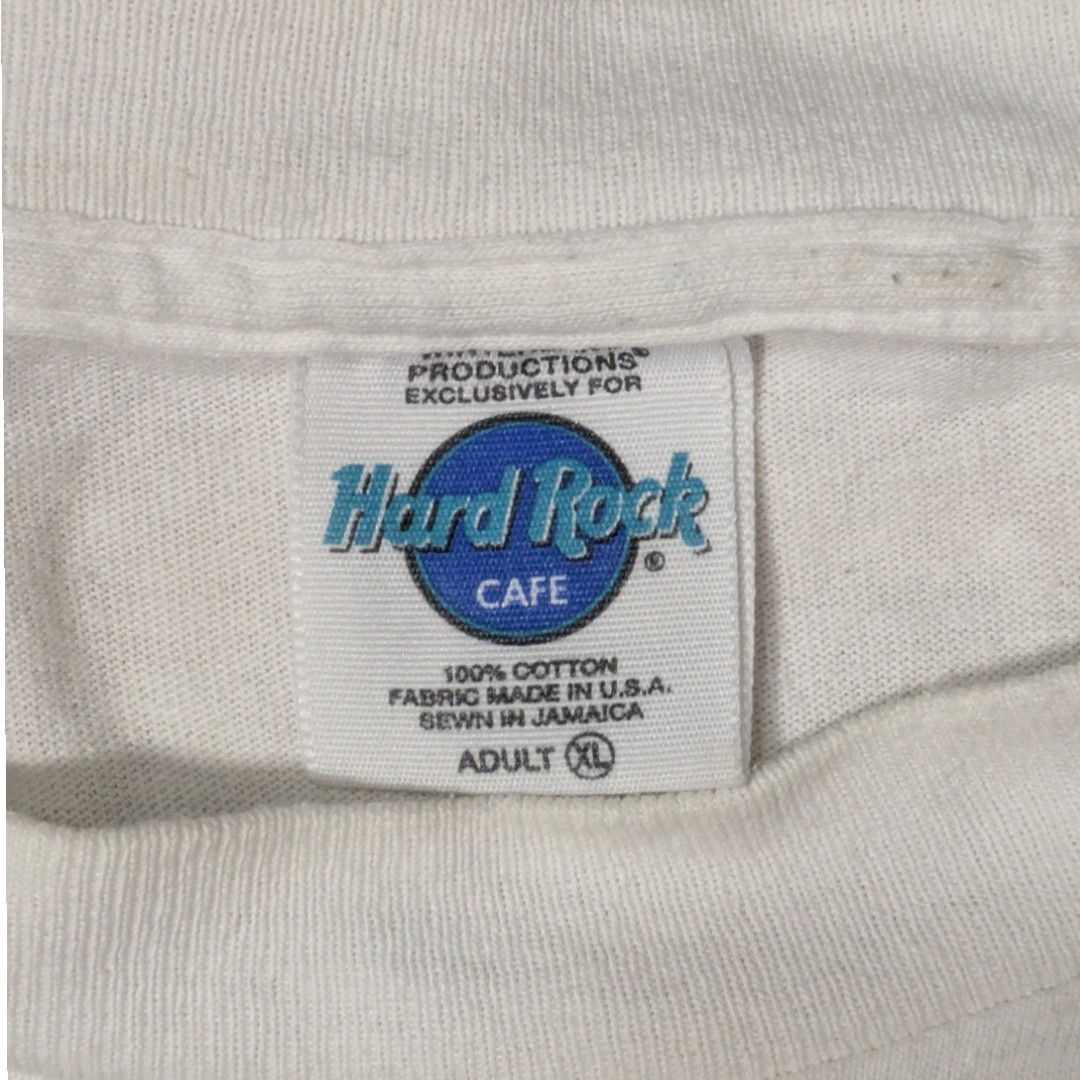 PRODUCTIONS®
EXCLUSIVELY FOR
Hard Rock
®
CAFE
100% COTTON
FABRIC MADE IN U.S.A.
SEWN IN JAMAICA
ADULT XL